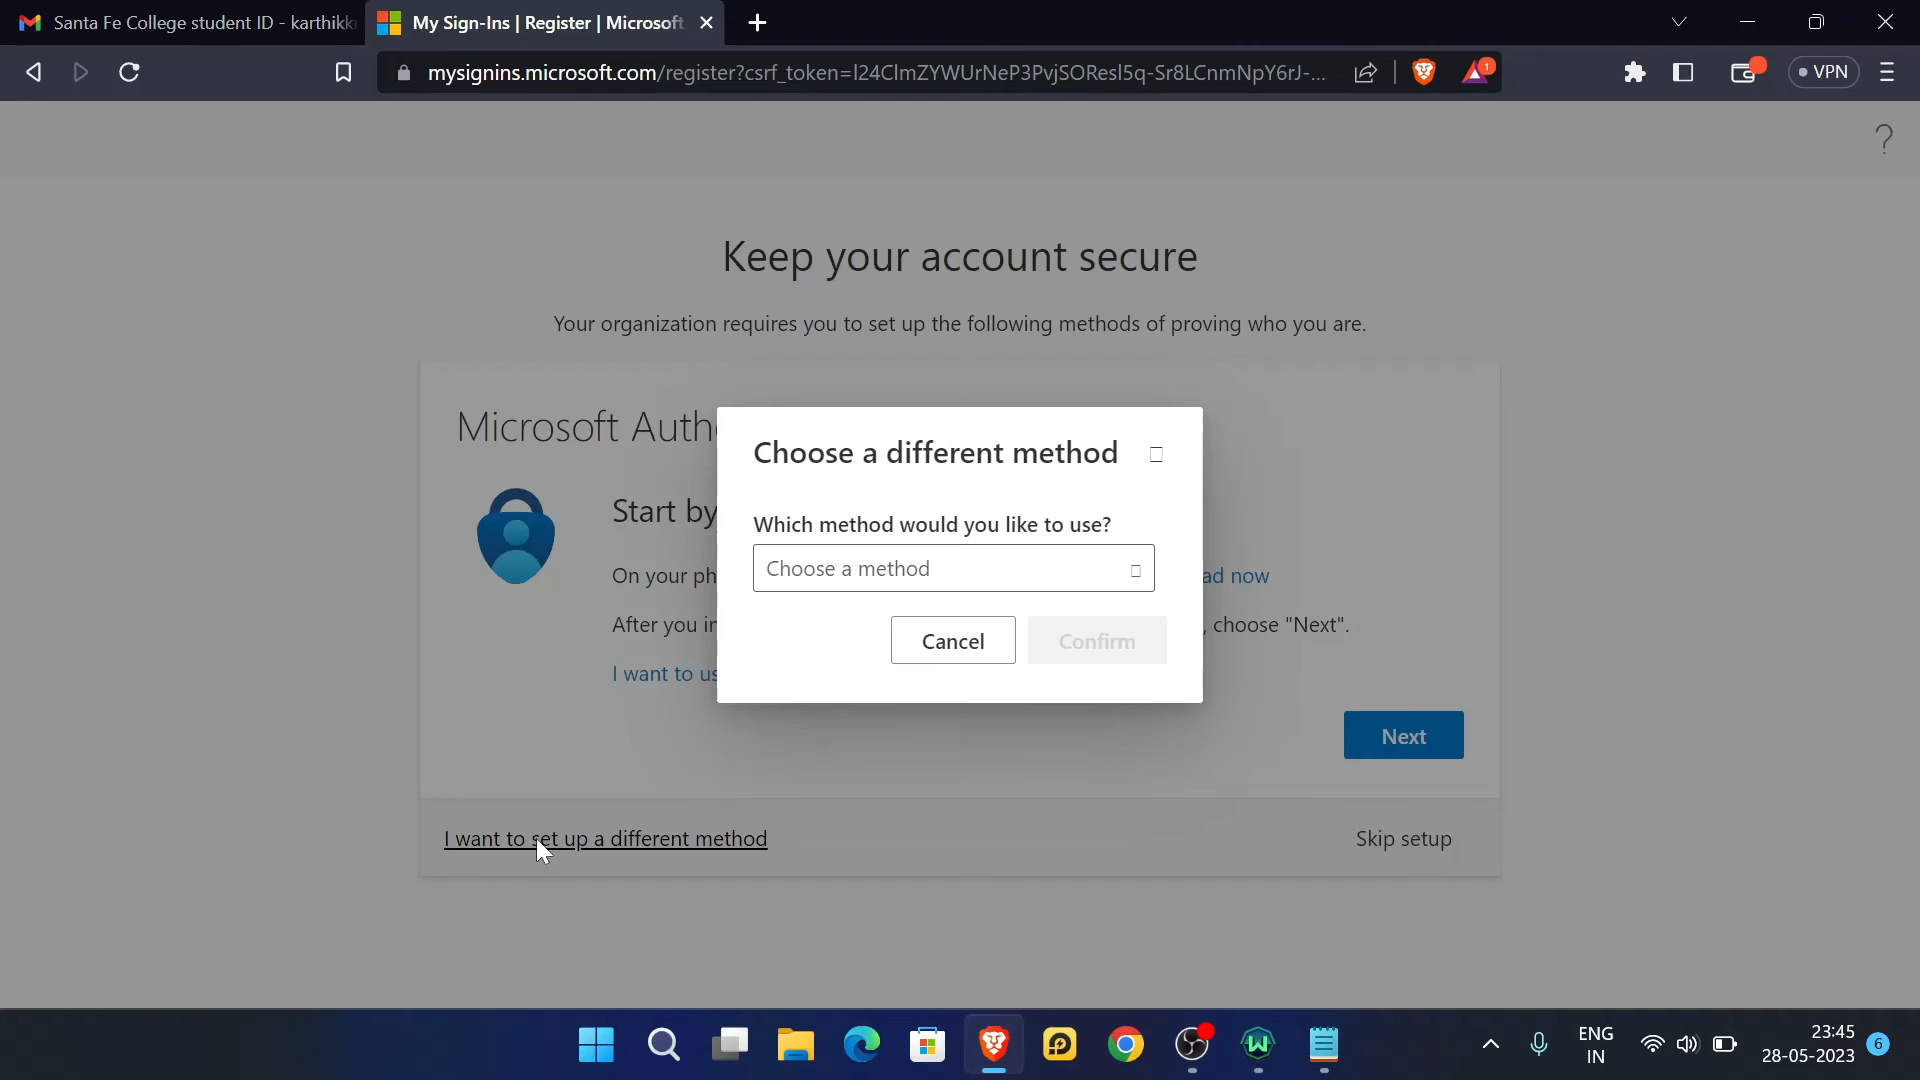 Santa Fe College student ID - karthikk
My Sign-Ins | Register | Microsoft
mysignins.microsoft.com/register?csrf_token=
VPN
Keep your account secure
Your organization requires you to set up the following methods of proving who you are.
Microsoft Auth
Choose a different method
Start by
Which method would you like to use?
Choose a method
On your ph
ad now
After you in
, choose "Next".
Cancel
Confirm
I want to us
Next
I want to set up a different method
Skip setup
ENG
IN
23:45
28-05-2023
6
1